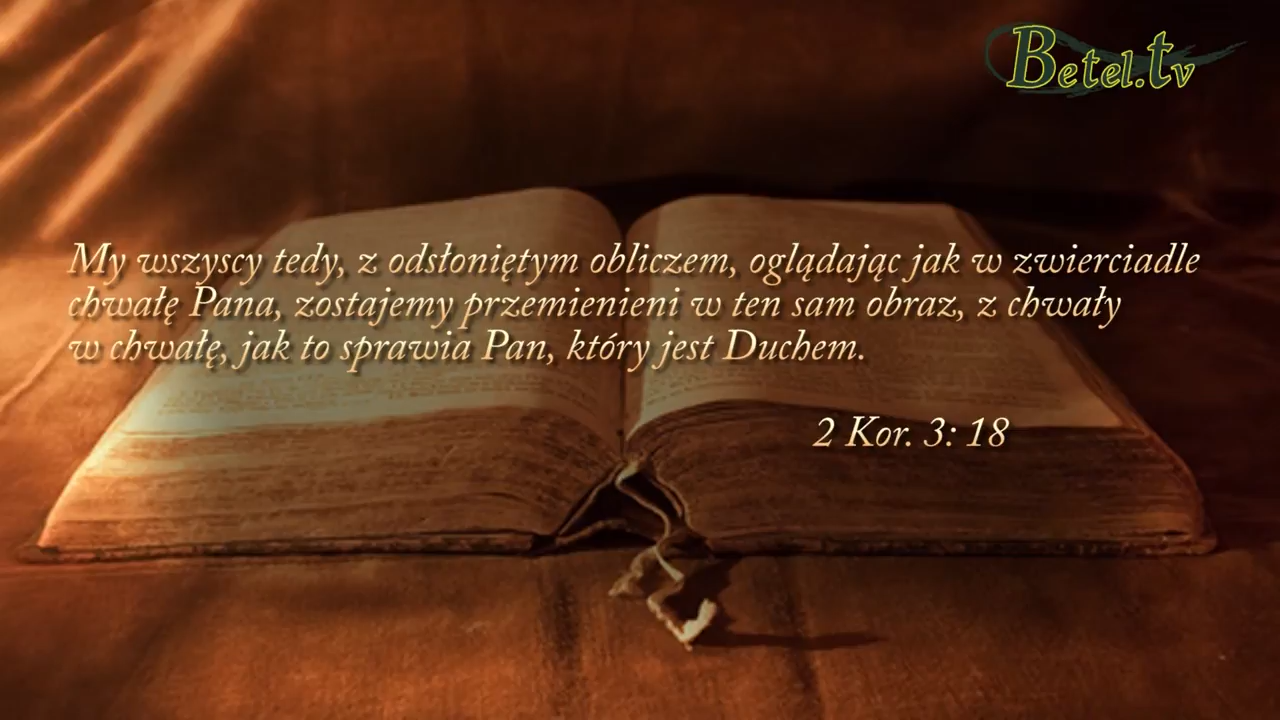 Betel.tv
My wszyscy tedy, z odsłoniętym obliczem, oglądając jak w zwierciadle
chwałę Pana, zostajemy przemienieni w ten sam obraz, z chwały
w chwałę, jak to sprawia Pan, który jest Duchem.
2 Kor. 3: 18